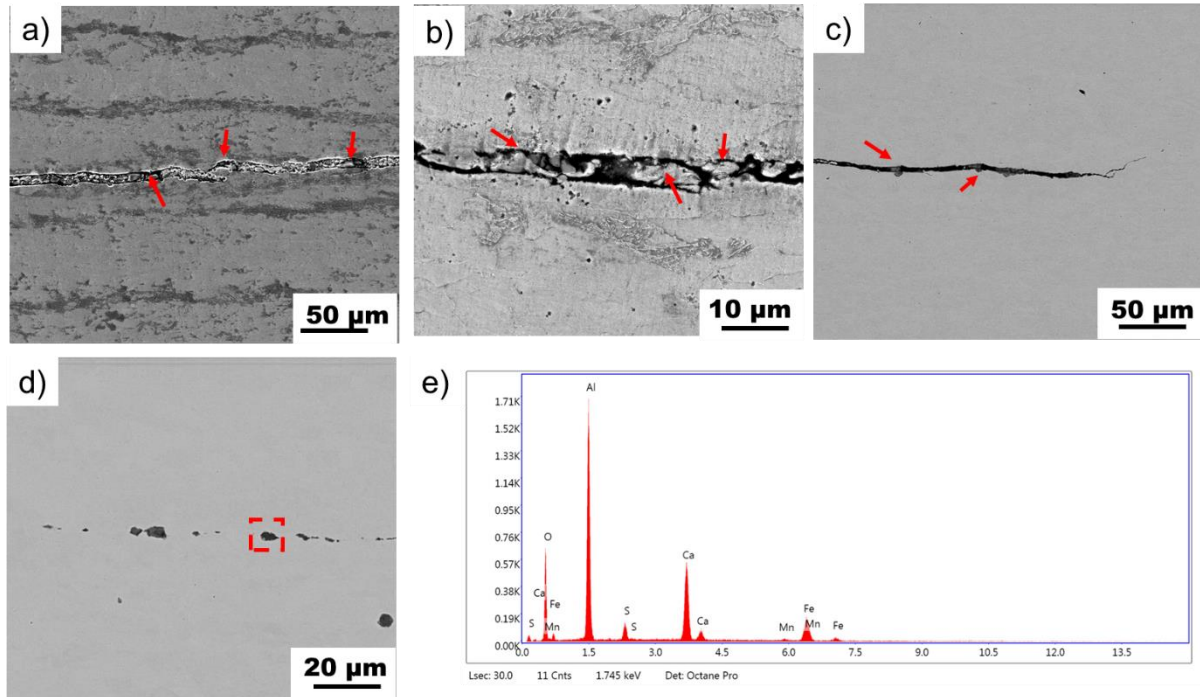 a)
50 µm
b)
10 µm
c)
50 µm
d)
20 µm
e)
1.71K
1.52K
1.33K
1.14K
0.95K
0.76K
0.57K
0.38K
0.19K
0.00K
Al
O
Ca
Fe
S
Mn
S
S
Ca
Ca
Mn
Fe
Mn
Fe
0.0 1.5 3.0 4.5 6.0 7.5 9.0 10.5 12.0 13.5
Lsec: 30.0 11 Cnts 1.745 keV Det: Octane Pro